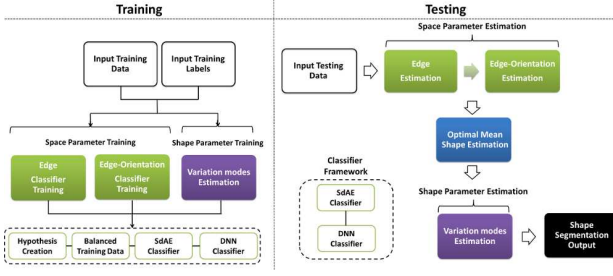 Training
Input Training
Data
Input Training
Labels
Space Parameter Training
Shape Parameter Training
Edge
Classifier
Training
Edge-Orientation
Classifier
Training
Variation modes
Estimation
Hypothesis
Creation
Balanced
Training Data
SdAE
Classifier
DNN
Classifier
Testing
Space Parameter Estimation
Input Testing
Data
Edge
Estimation
Edge-Orientation
Estimation
Optimal Mean
Shape Estimation
Classifier
Framework
SdAE
Classifier
DNN
Classifier
Shape Parameter Estimation
Variation modes
Estimation
Shape
Segmentation
Output